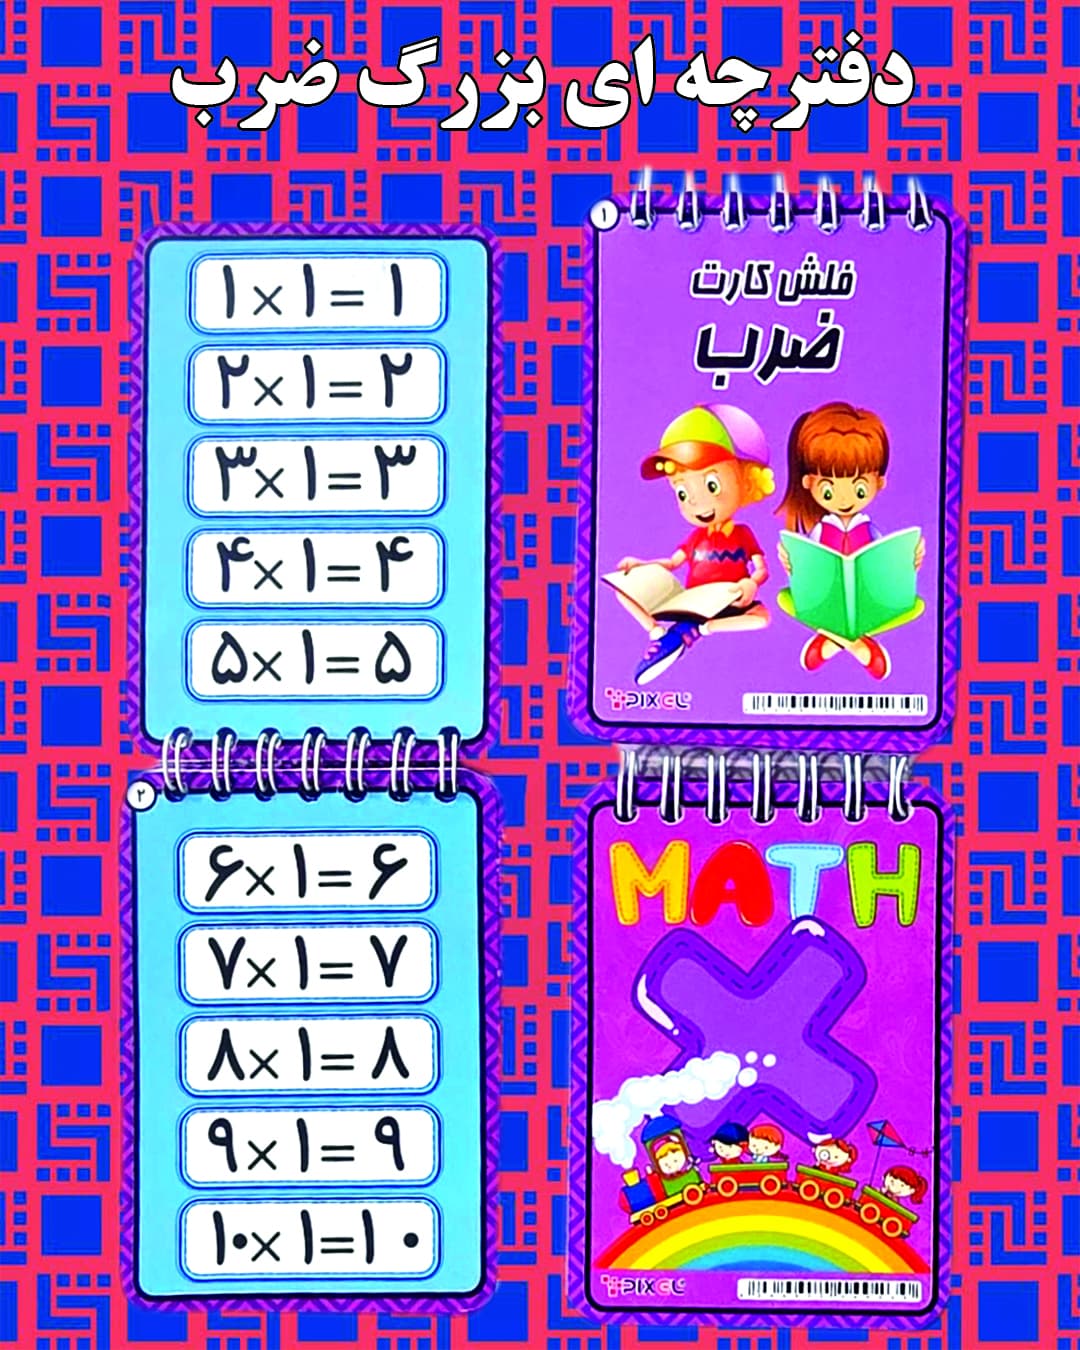 دفترچه ای بزرگ ضرب
۱
فلش کارت
ضرب
PIXEL
۱×۱=۱
۲×۱=۲
۳×۱=۳
۴×۱=۴
۵×۱=۵
۲
۶×۱=۶
۷×۱=۷
۸×۱=۸
۹×۱=۹
۱۰×۱=۱۰
MATH
×
PIXEL